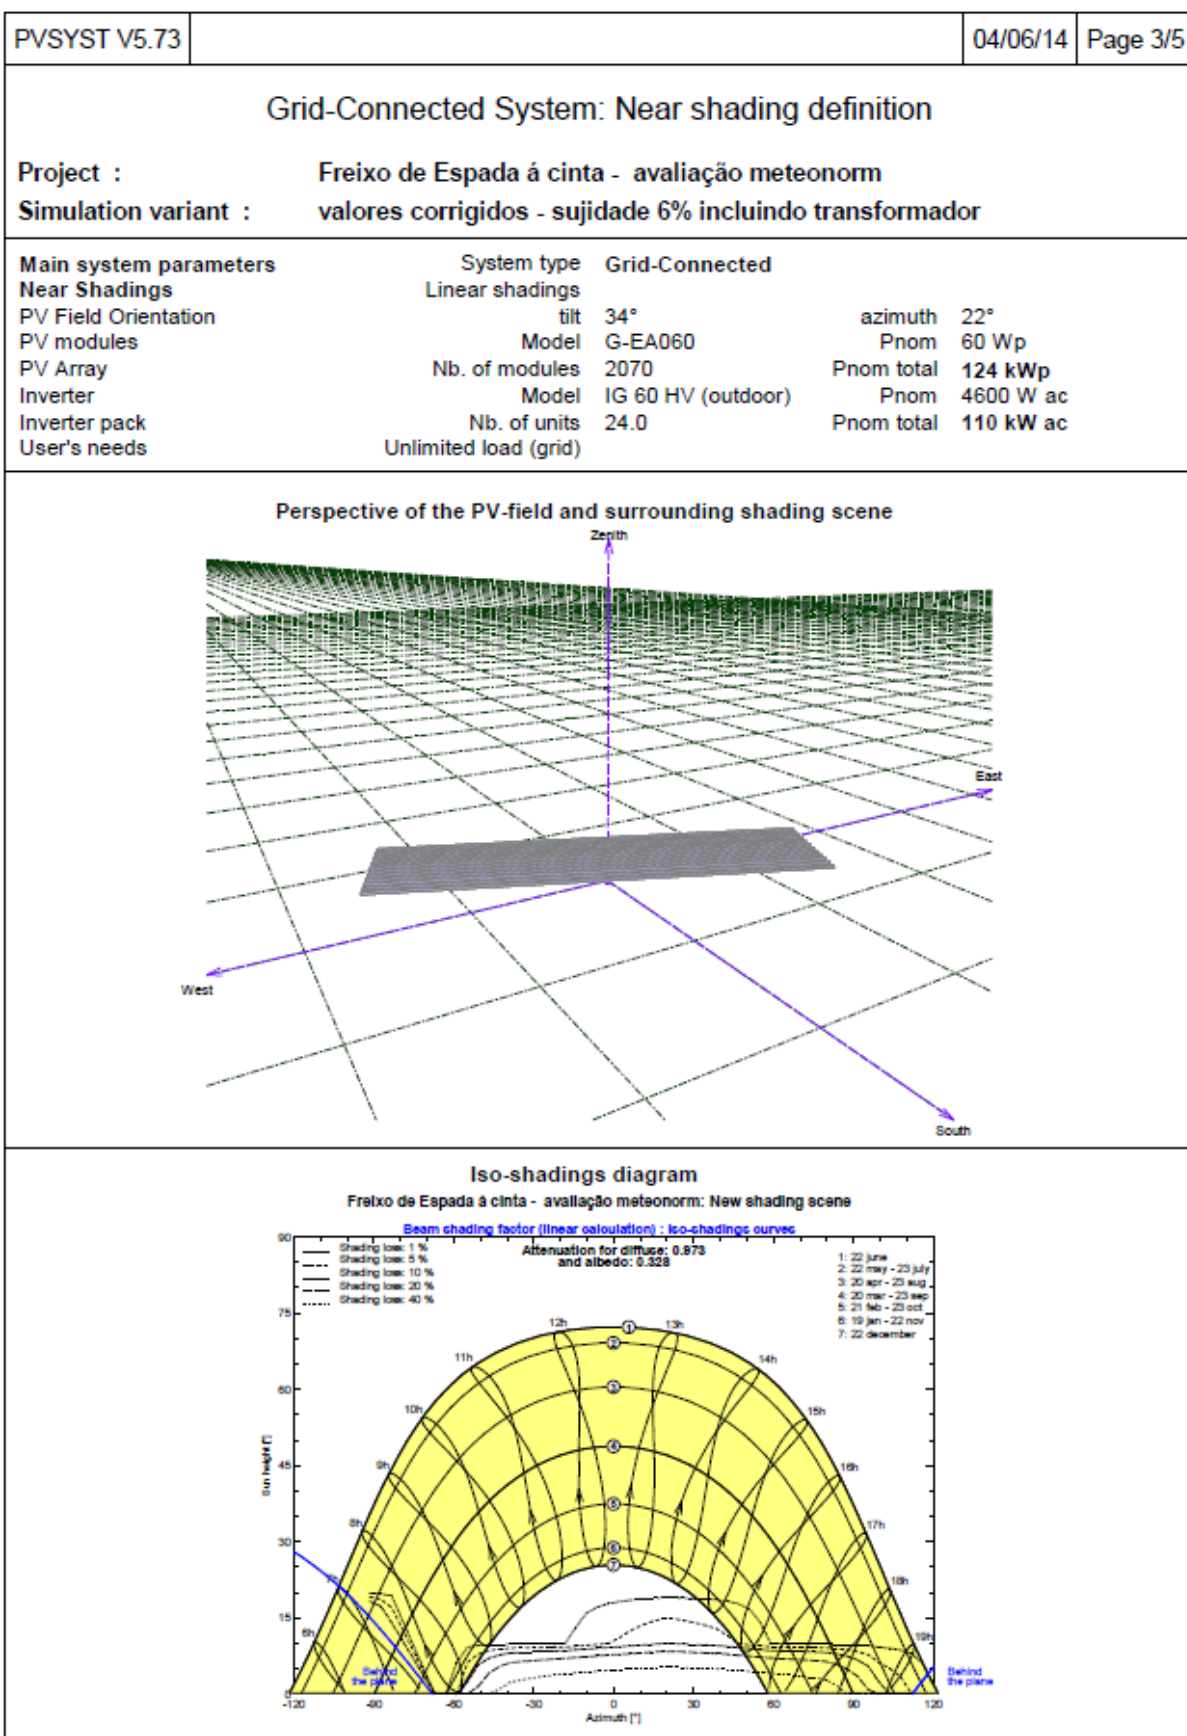 PVSYST V5.73 04/06/14 Page 3/5
Grid-Connected System: Near shading definition
Project : Freixo de Espada á cinta - avaliação meteonorm
Simulation variant : valores corrigidos - sujidade 6% incluindo transformador
Main system parameters System type Grid-Connected
Near Shadings Linear shadings
PV Field Orientation tilt 34° azimuth 22°
PV modules Model G-EA060 Pnom 60 Wp
PV Array Nb. of modules 2070 Pnom total 124 kWp
Inverter Model IG 60 HV (outdoor) Pnom 4600 W ac
Inverter pack Nb. of units 24.0 Pnom total 110 kW ac
User's needs Unlimited load (grid)
Perspective of the PV-field and surrounding shading scene
Zenith
East
West
South
Iso-shadings diagram
Freixo de Espada á cinta - avaliação meteonorm: New shading scene
Beam shading factor (linear calculation) : Iso-shadings curves
Attenuation for diffuse: 0.973
and albedo: 0.328
Shading loss: 1 %
Shading loss: 5 %
Shading loss: 10 %
Shading loss: 20 %
Shading loss: 40 %
1: 22 june
2: 22 may - 23 july
3: 20 apr - 23 aug
4: 20 mar - 23 sep
5: 21 feb - 23 oct
6: 19 jan - 22 nov
7: 22 december
90
75
60
45
30
15
0
Sun height [°]
6h
7h
8h
9h
10h
11h
12h
13h
14h
15h
16h
17h
18h
19h
1
2
3
4
5
6
7
Behind
the plane
Behind
the plane
-120 -90 -60 -30 0 30 60 90 120
Azimuth [°]